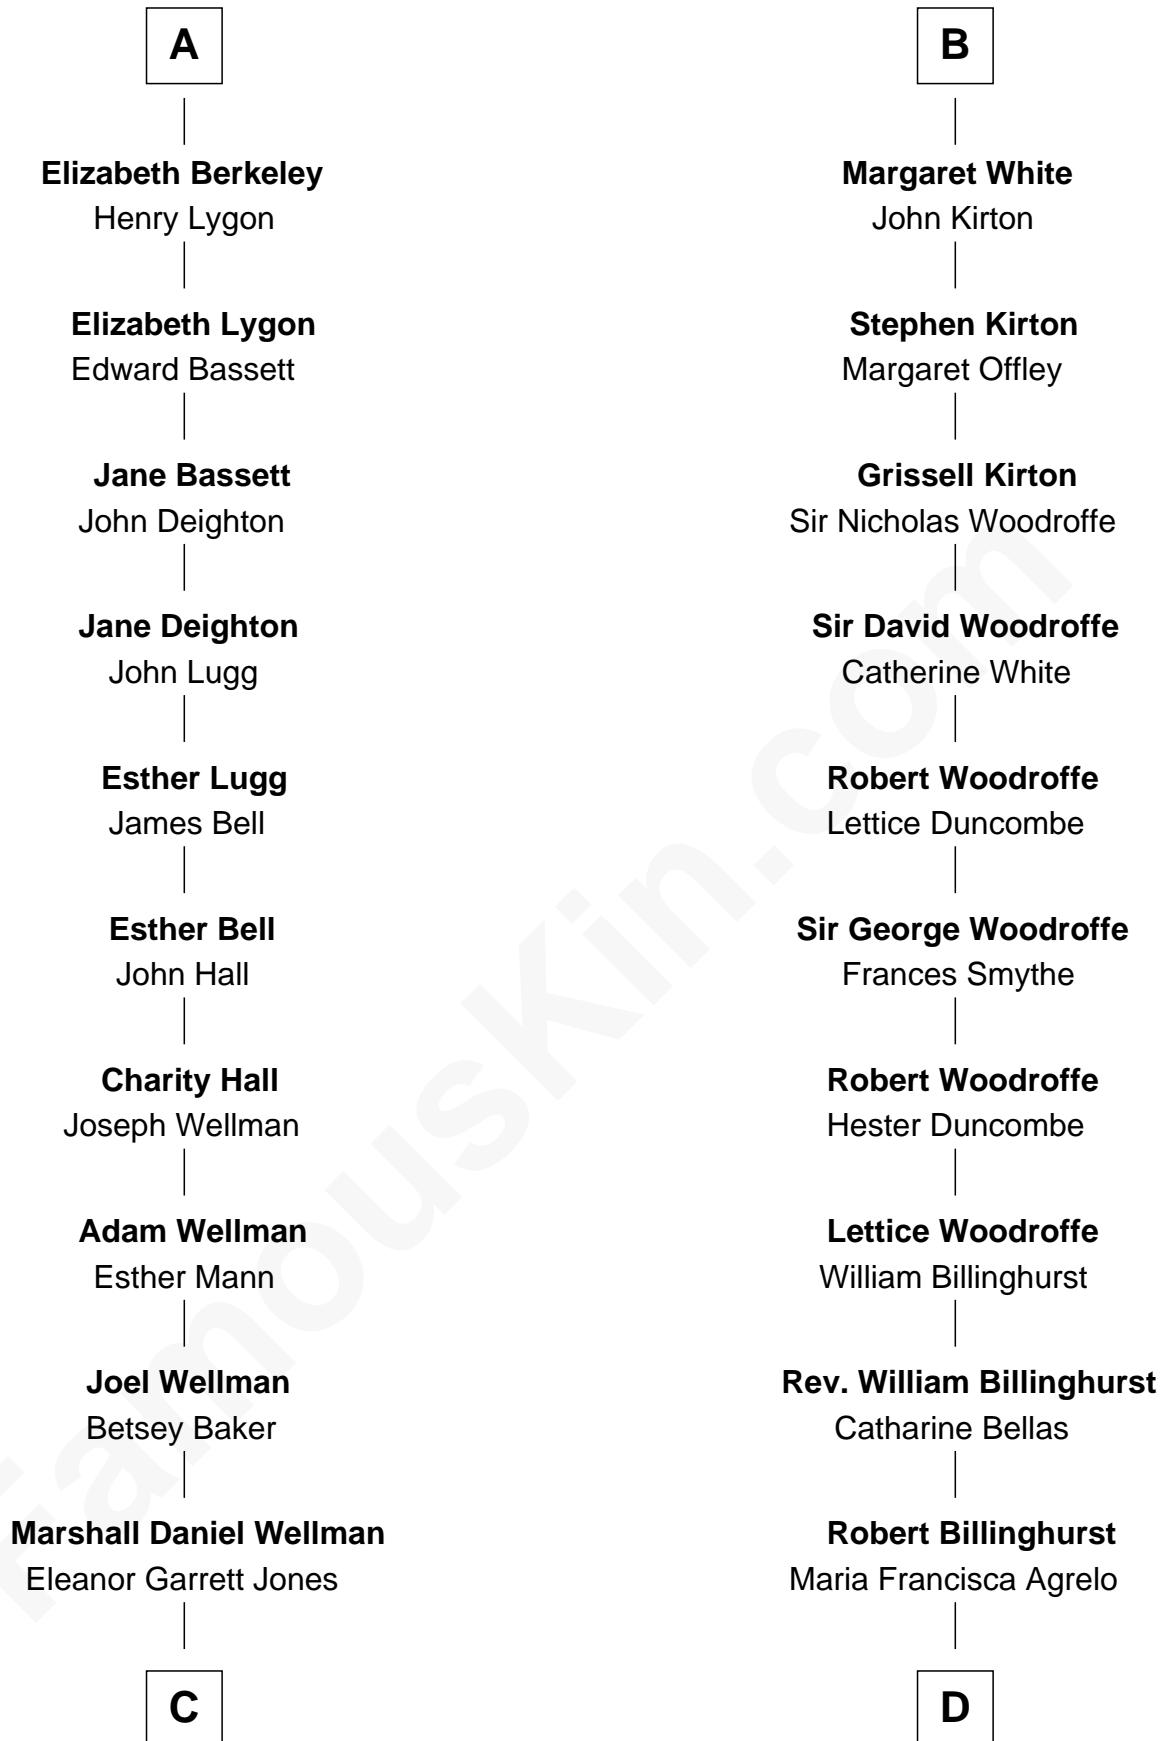 A
Elizabeth Berkeley
Henry Lygon
Elizabeth Lygon
Edward Bassett
Jane Bassett
John Deighton
Jane Deighton
John Lugg
Esther Lugg
James Bell
Esther Bell
John Hall
Charity Hall
Joseph Wellman
Adam Wellman
Esther Mann
Joel Wellman
Betsey Baker
Marshall Daniel Wellman
Eleanor Garrett Jones
C
B
Margaret White
John Kirton
Stephen Kirton
Margaret Offley
Grissell Kirton
Sir Nicholas Woodroffe
Sir David Woodroffe
Catherine White
Robert Woodroffe
Lettice Duncombe
Sir George Woodroffe
Frances Smythe
Robert Woodroffe
Hester Duncombe
Lettice Woodroffe
William Billinghurst
Rev. William Billinghurst
Catharine Bellas
Robert Billinghurst
Maria Francisca Agrelo
D
FamousKin.com